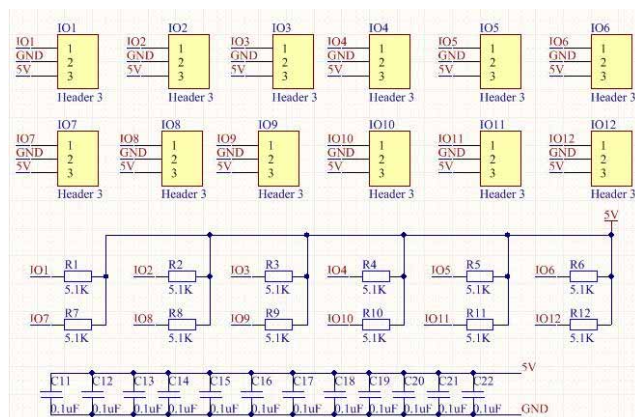 IO1 IO2 IO3 IO4 IO5 IO6
IO1 1 IO2 1 IO3 1 IO4 1 IO5 1 IO6 1
GND 2 GND 2 GND 2 GND 2 GND 2 GND 2
5V 3 5V 3 5V 3 5V 3 5V 3 5V 3
Header 3 Header 3 Header 3 Header 3 Header 3 Header 3
IO7 IO8 IO9 IO10 IO11 IO12
IO7 1 IO8 1 IO9 1 IO10 1 IO11 1 IO12 1
GND 2 GND 2 GND 2 GND 2 GND 2 GND 2
5V 3 5V 3 5V 3 5V 3 5V 3 5V 3
Header 3 Header 3 Header 3 Header 3 Header 3 Header 3
5V
IO1 R1 IO2 R2 IO3 R3 IO4 R4 IO5 R5 IO6 R6
5.1K 5.1K 5.1K 5.1K 5.1K 5.1K
IO7 R7 IO8 R8 IO9 R9 IO10 R10 IO11 R11 IO12 R12
5.1K 5.1K 5.1K 5.1K 5.1K 5.1K
5V
C11 C12 C13 C14 C15 C16 C17 C18 C19 C20 C21 C22
0.1uF 0.1uF 0.1uF 0.1uF 0.1uF 0.1uF 0.1uF 0.1uF 0.1uF 0.1uF 0.1uF 0.1uF GND